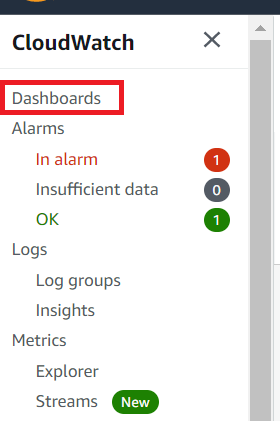 CloudWatch
Dashboards
Alarms
In alarm 1
Insufficient data 0
OK 1
Logs
Log groups
Insights
Metrics
Explorer
Streams New